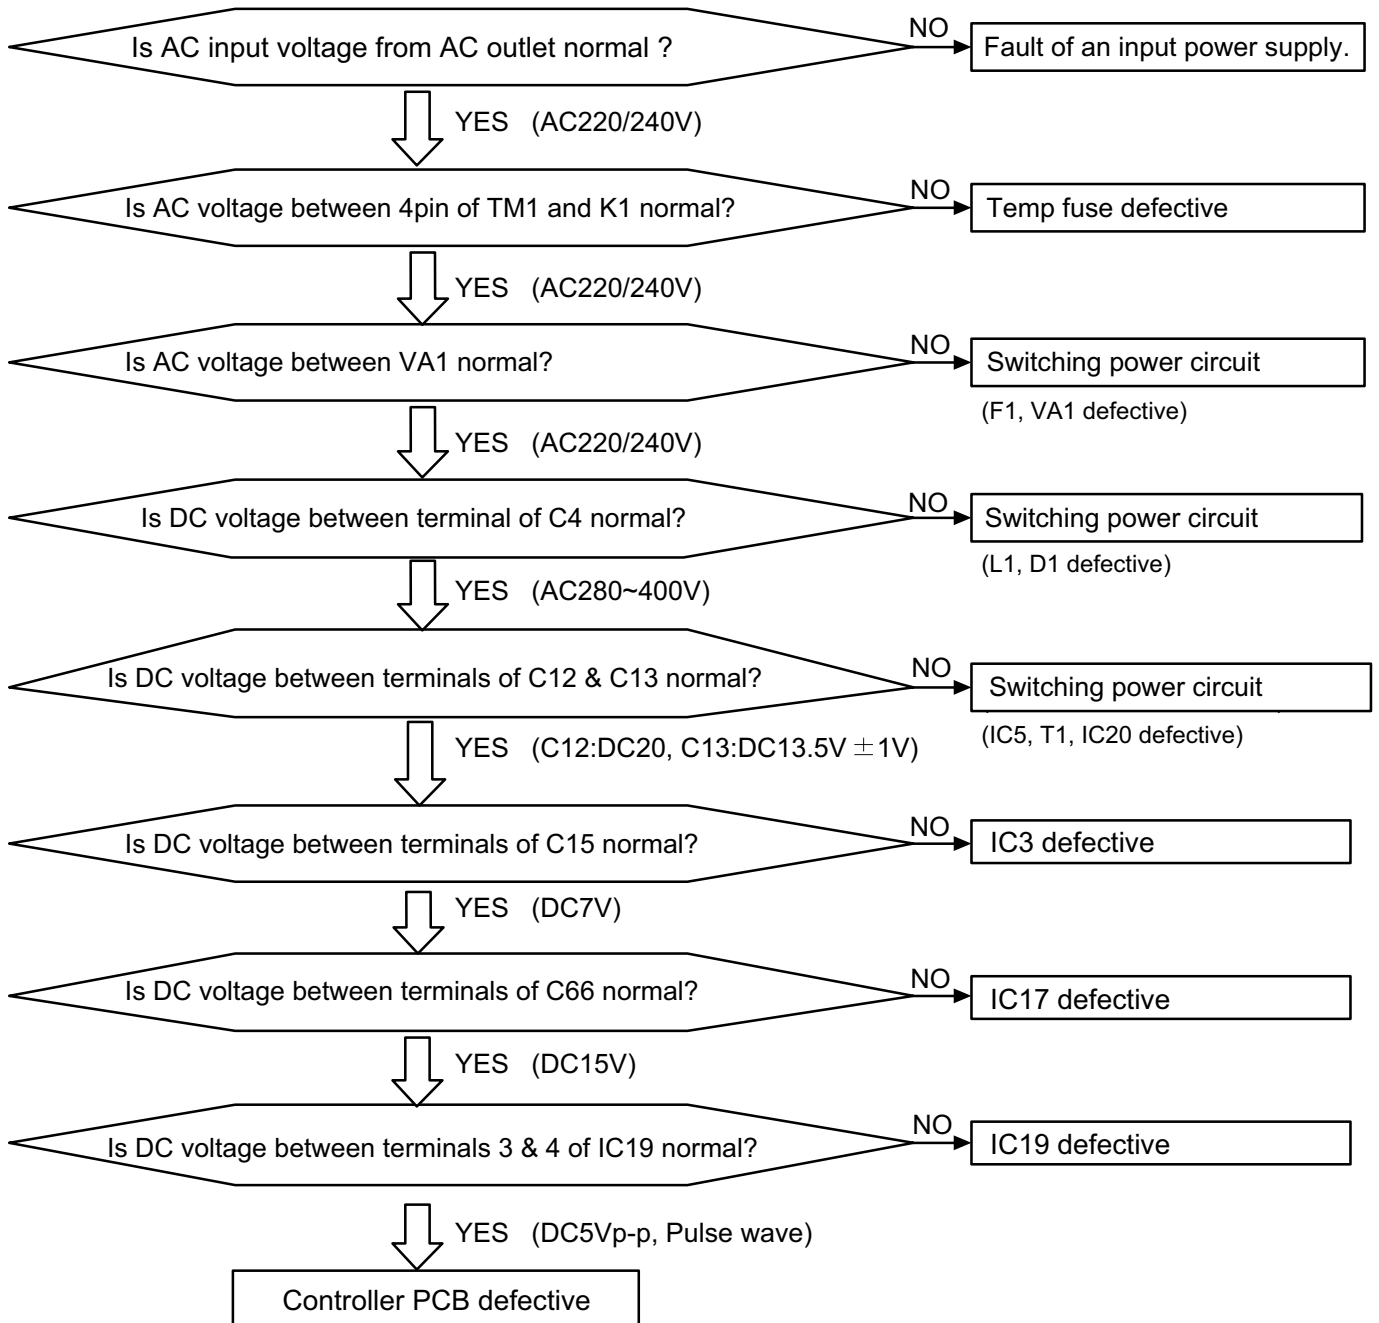 Is AC input voltage from AC outlet normal ?
NO
Fault of an input power supply.
YES (AC220/240V)
Is AC voltage between 4pin of TM1 and K1 normal?
NO
Temp fuse defective
YES (AC220/240V)
Is AC voltage between VA1 normal?
NO
Switching power circuit
(F1, VA1 defective)
YES (AC220/240V)
Is DC voltage between terminal of C4 normal?
NO
Switching power circuit
(L1, D1 defective)
YES (AC280~400V)
Is DC voltage between terminals of C12 & C13 normal?
NO
Switching power circuit
(IC5, T1, IC20 defective)
YES (C12:DC20, C13:DC13.5V ±1V)
Is DC voltage between terminals of C15 normal?
NO
IC3 defective
YES (DC7V)
Is DC voltage between terminals of C66 normal?
NO
IC17 defective
YES (DC15V)
Is DC voltage between terminals 3 & 4 of IC19 normal?
NO
IC19 defective
YES (DC5Vp-p, Pulse wave)
Controller PCB defective